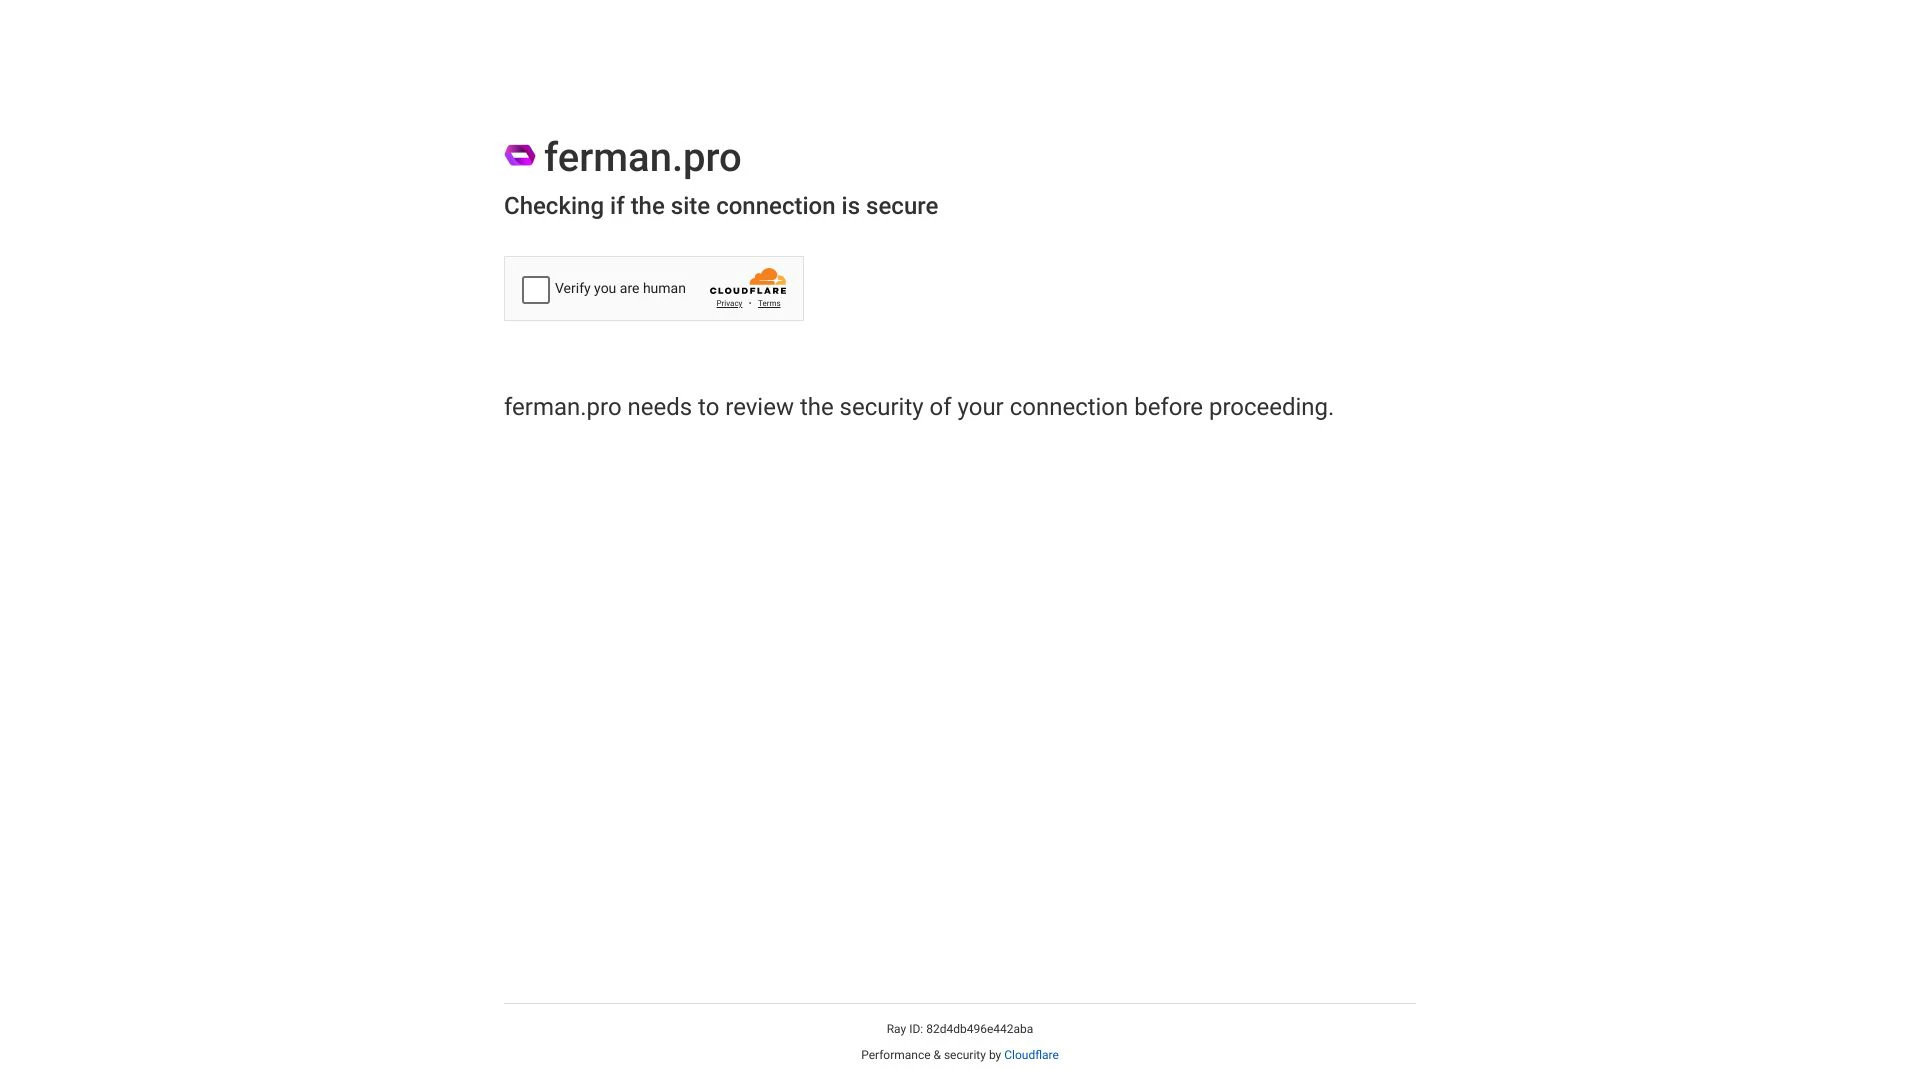 ferman.pro
Checking if the site connection is secure
Verify you are human
CLOUDFLARE
Privacy • Terms
ferman.pro needs to review the security of your connection before proceeding.
Ray ID: 82d4db496e442aba
Performance & security by Cloudflare